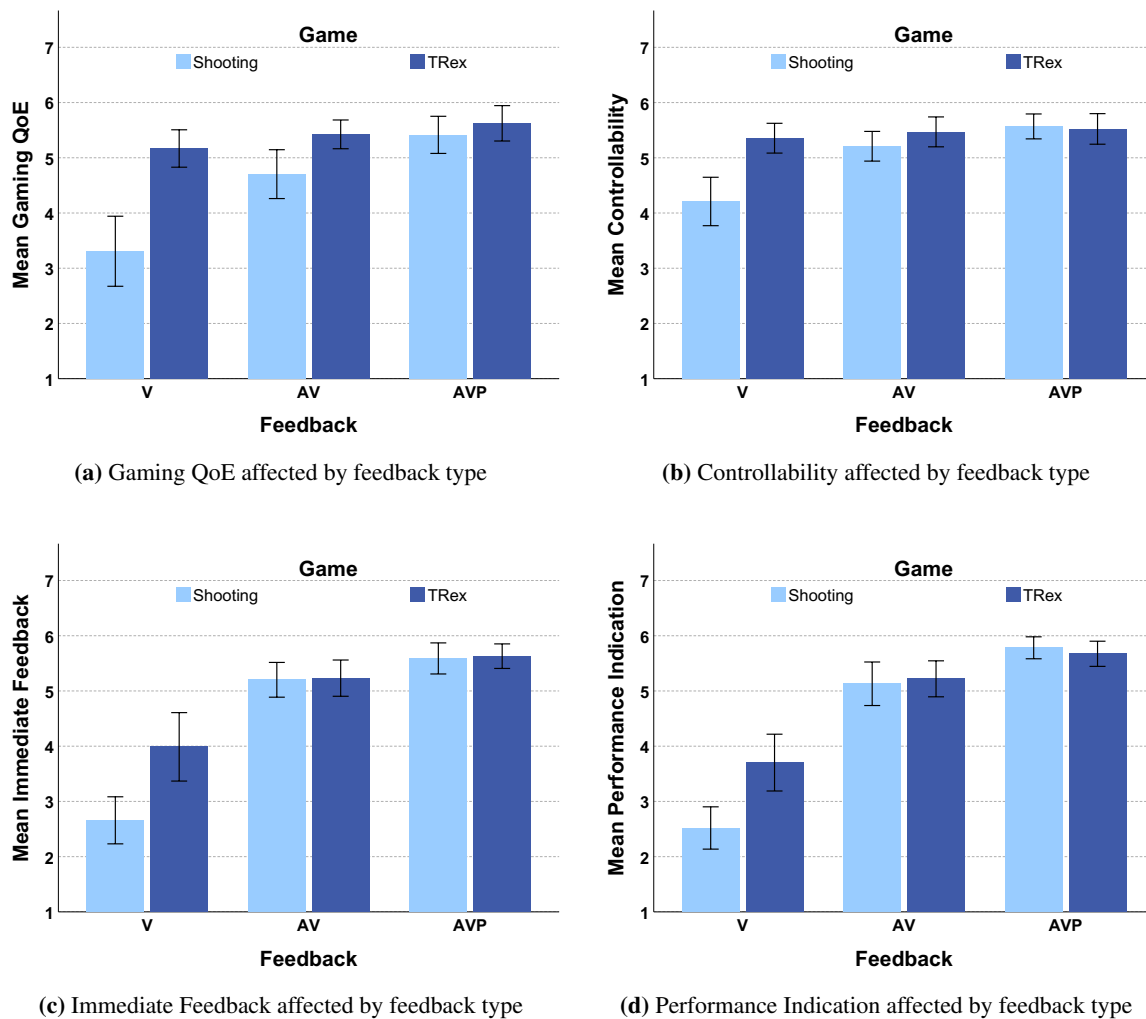 Game
Shooting TRex
7
6
5
4
3
2
1
Mean Gaming QoE
V AV AVP
Feedback
(a) Gaming QoE affected by feedback type
Game
Shooting TRex
7
6
5
4
3
2
1
Mean Controllability
V AV AVP
Feedback
(b) Controllability affected by feedback type
Game
Shooting TRex
7
6
5
4
3
2
1
Mean Immediate Feedback
V AV AVP
Feedback
(c) Immediate Feedback affected by feedback type
Game
Shooting TRex
7
6
5
4
3
2
1
Mean Performance Indication
V AV AVP
Feedback
(d) Performance Indication affected by feedback type